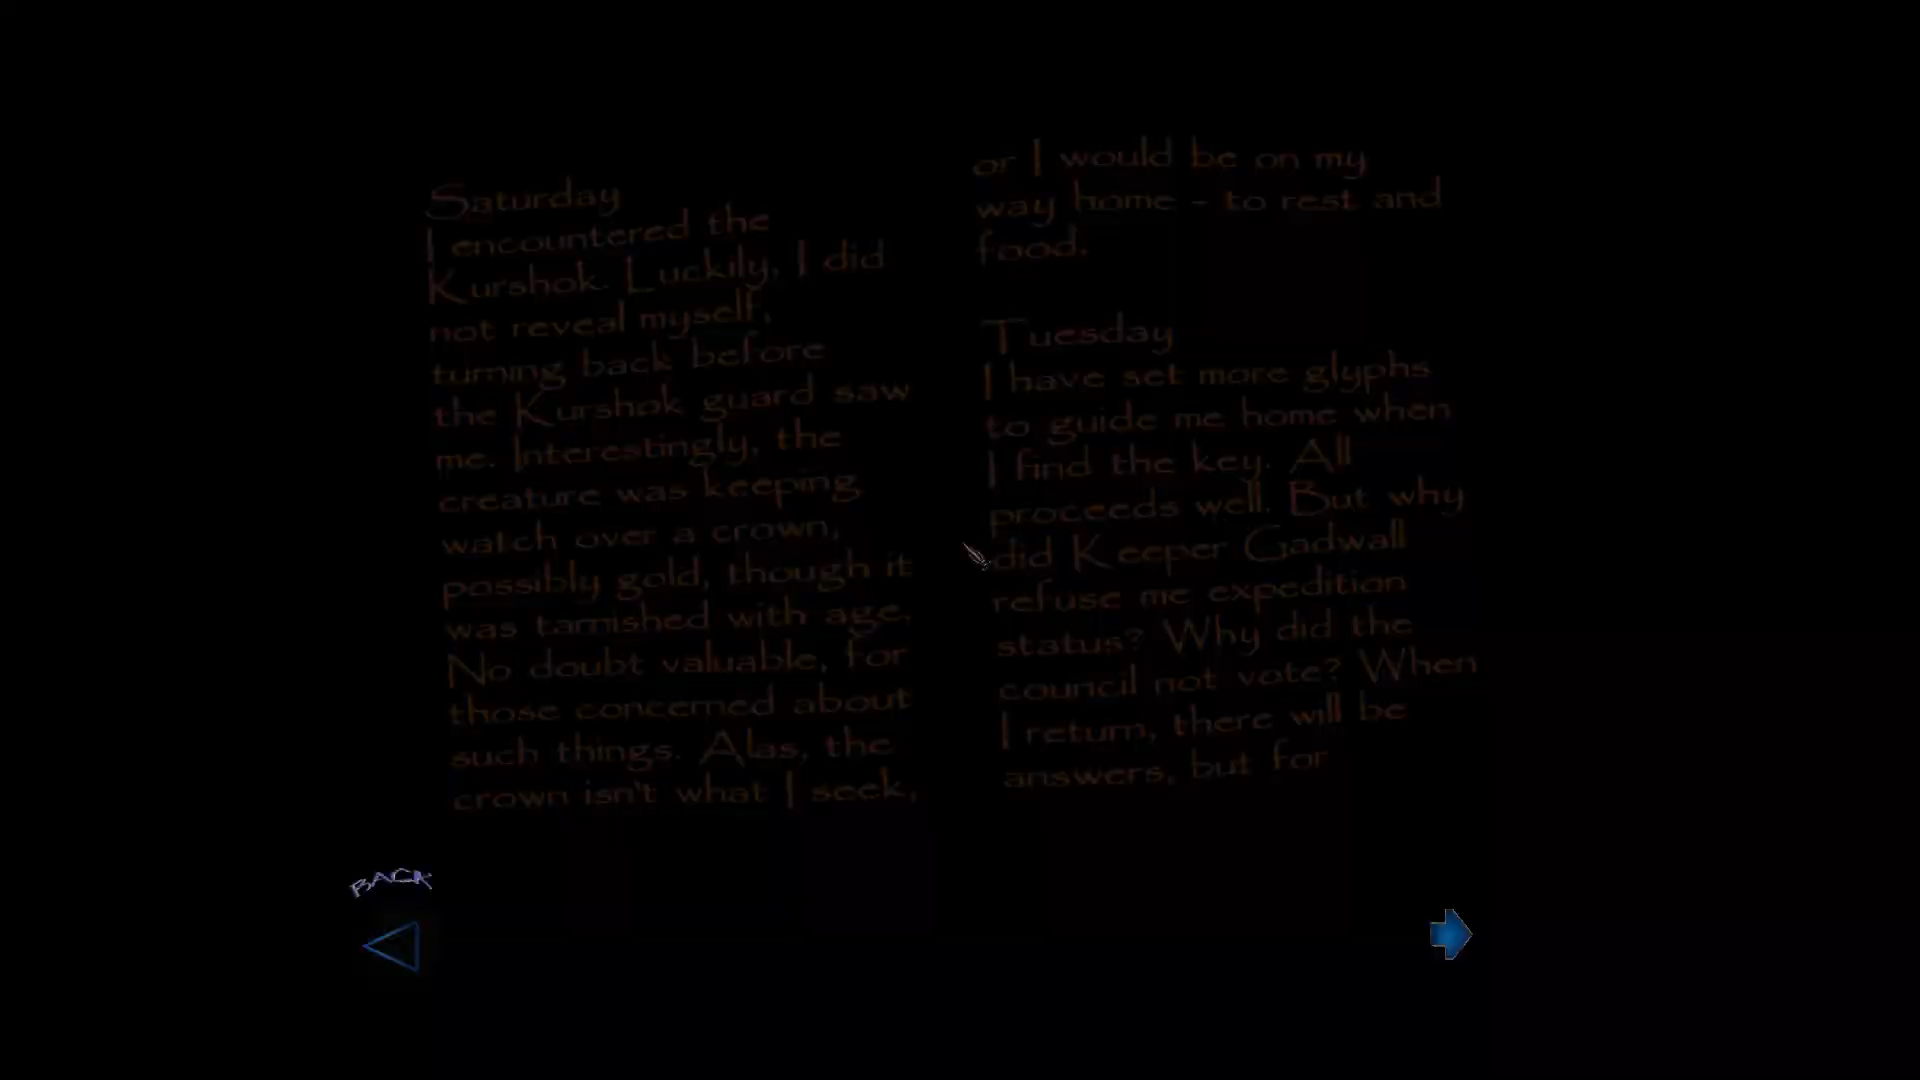 Saturday
I encountered the
Kurshok. Luckily, I did
not reveal myself,
turning back before
the Kurshok guard saw
me. Interestingly, the
creature was keeping
watch over a crown,
possibly gold, though it
was tarnished with age.
No doubt valuable, for
those concerned about
such things. Alas, the
crown isn't what I seek,
or I would be on my
way home - to rest and
food.
Tuesday
I have set more glyphs
to guide me home when
I find the key. All
proceeds well. But why
did Keeper Gadwall
refuse me expedition
status? Why did the
council not vote? When
I return, there will be
answers, but for
BACK